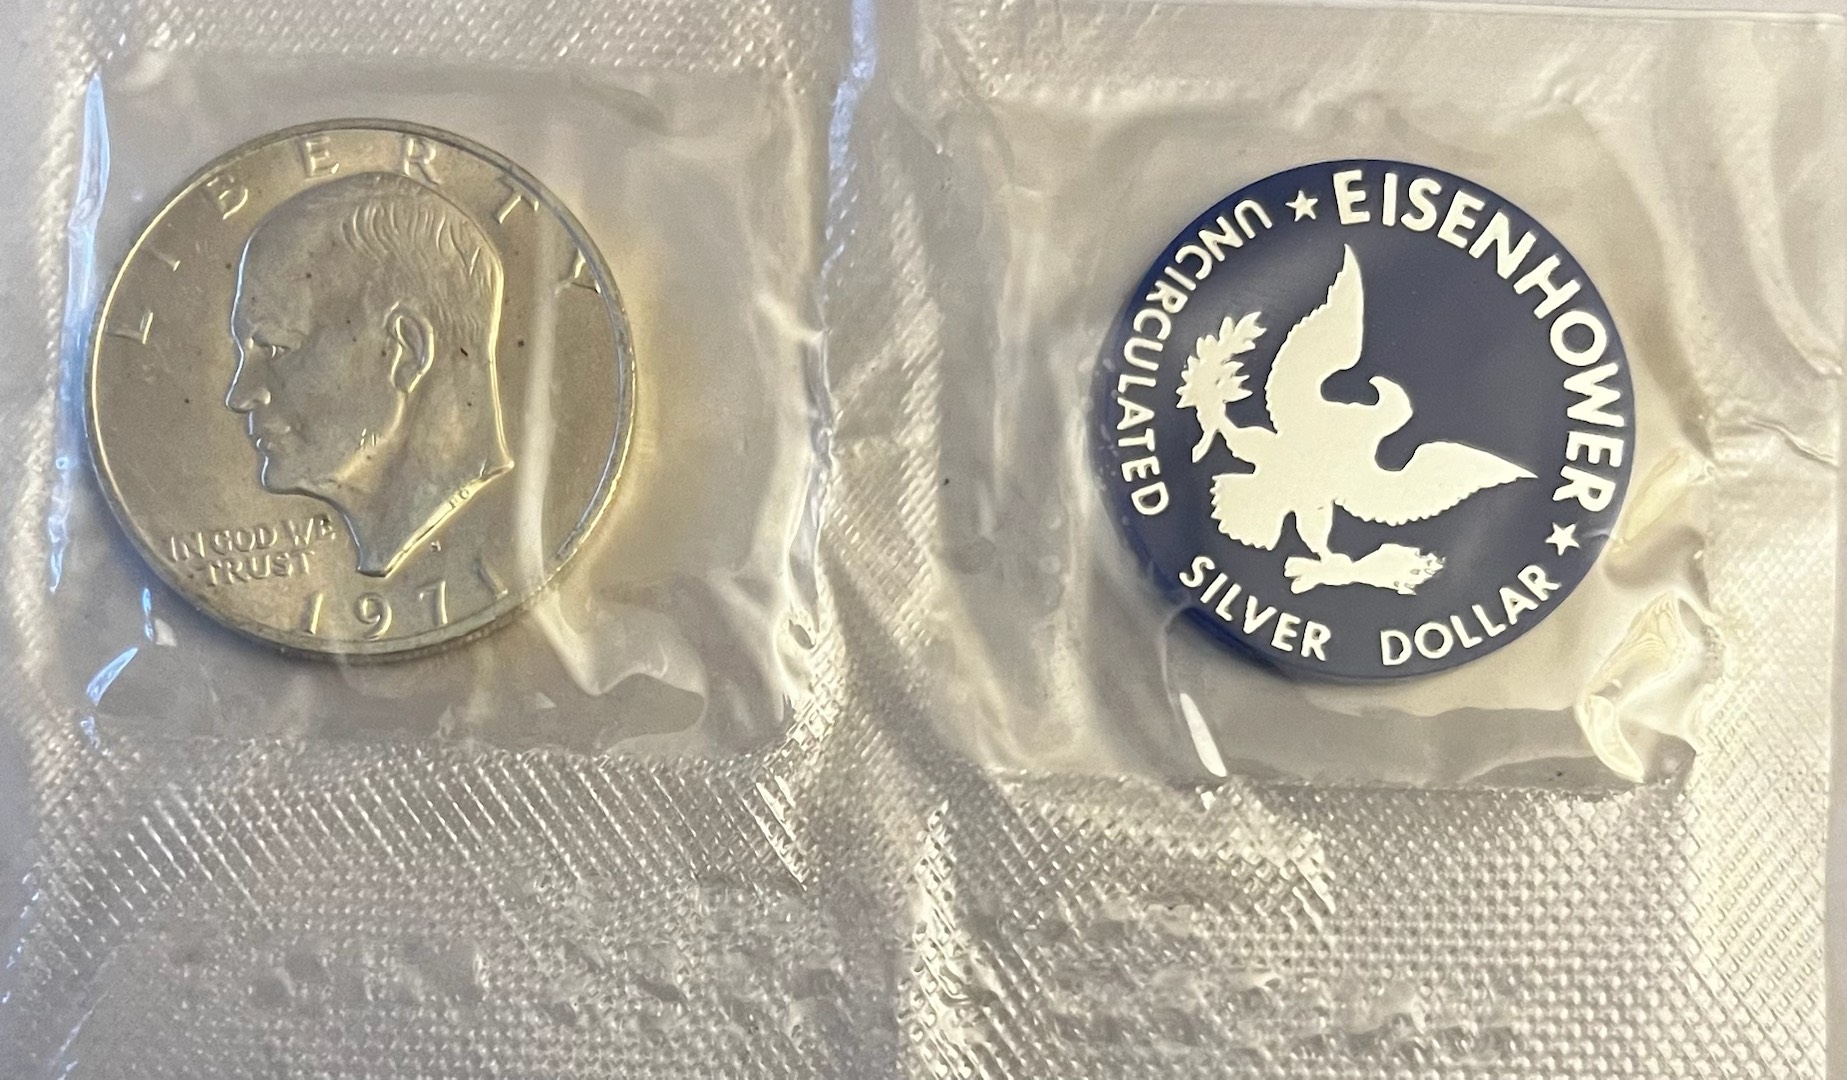 LIBERTY
IN GOD WE
TRUST
1971
UNCIRCULATED ★ EISENHOWER ★
SILVER DOLLAR